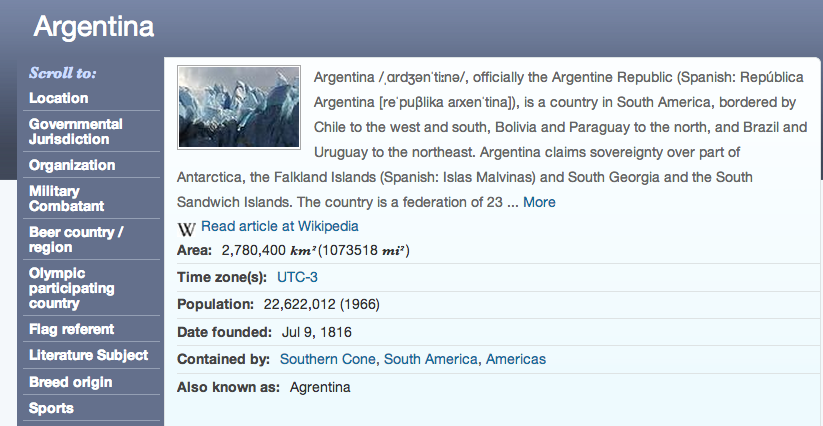 Argentina
Scroll to:
Location
Governmental
Jurisdiction
Organization
Military
Combatant
Beer country /
region
Olympic
participating
country
Flag referent
Literature Subject
Breed origin
Sports
Argentina /ˌɑrdʒənˈtiːnə/, officially the Argentine Republic (Spanish: República
Argentina [reˈpuβlika aɾxenˈtina]), is a country in South America, bordered by
Chile to the west and south, Bolivia and Paraguay to the north, and Brazil and
Uruguay to the northeast. Argentina claims sovereignty over part of
Antarctica, the Falkland Islands (Spanish: Islas Malvinas) and South Georgia and the South
Sandwich Islands. The country is a federation of 23 ... More
W Read article at Wikipedia
Area: 2,780,400 km² (1073518 mi²)
Time zone(s): UTC-3
Population: 22,622,012 (1966)
Date founded: Jul 9, 1816
Contained by: Southern Cone, South America, Americas
Also known as: Agrentina